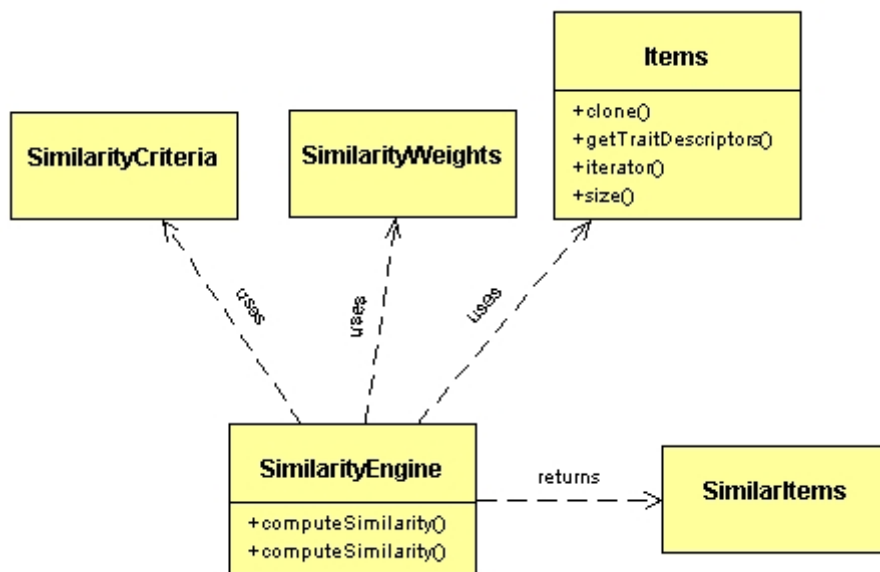 Items
+clone()
+getTraitDescriptors()
+iterator()
+size()
SimilarityCriteria
SimilarityWeights
uses
uses
uses
SimilarityEngine
+computeSimilarity()
+computeSimilarity()
returns
SimilarItems